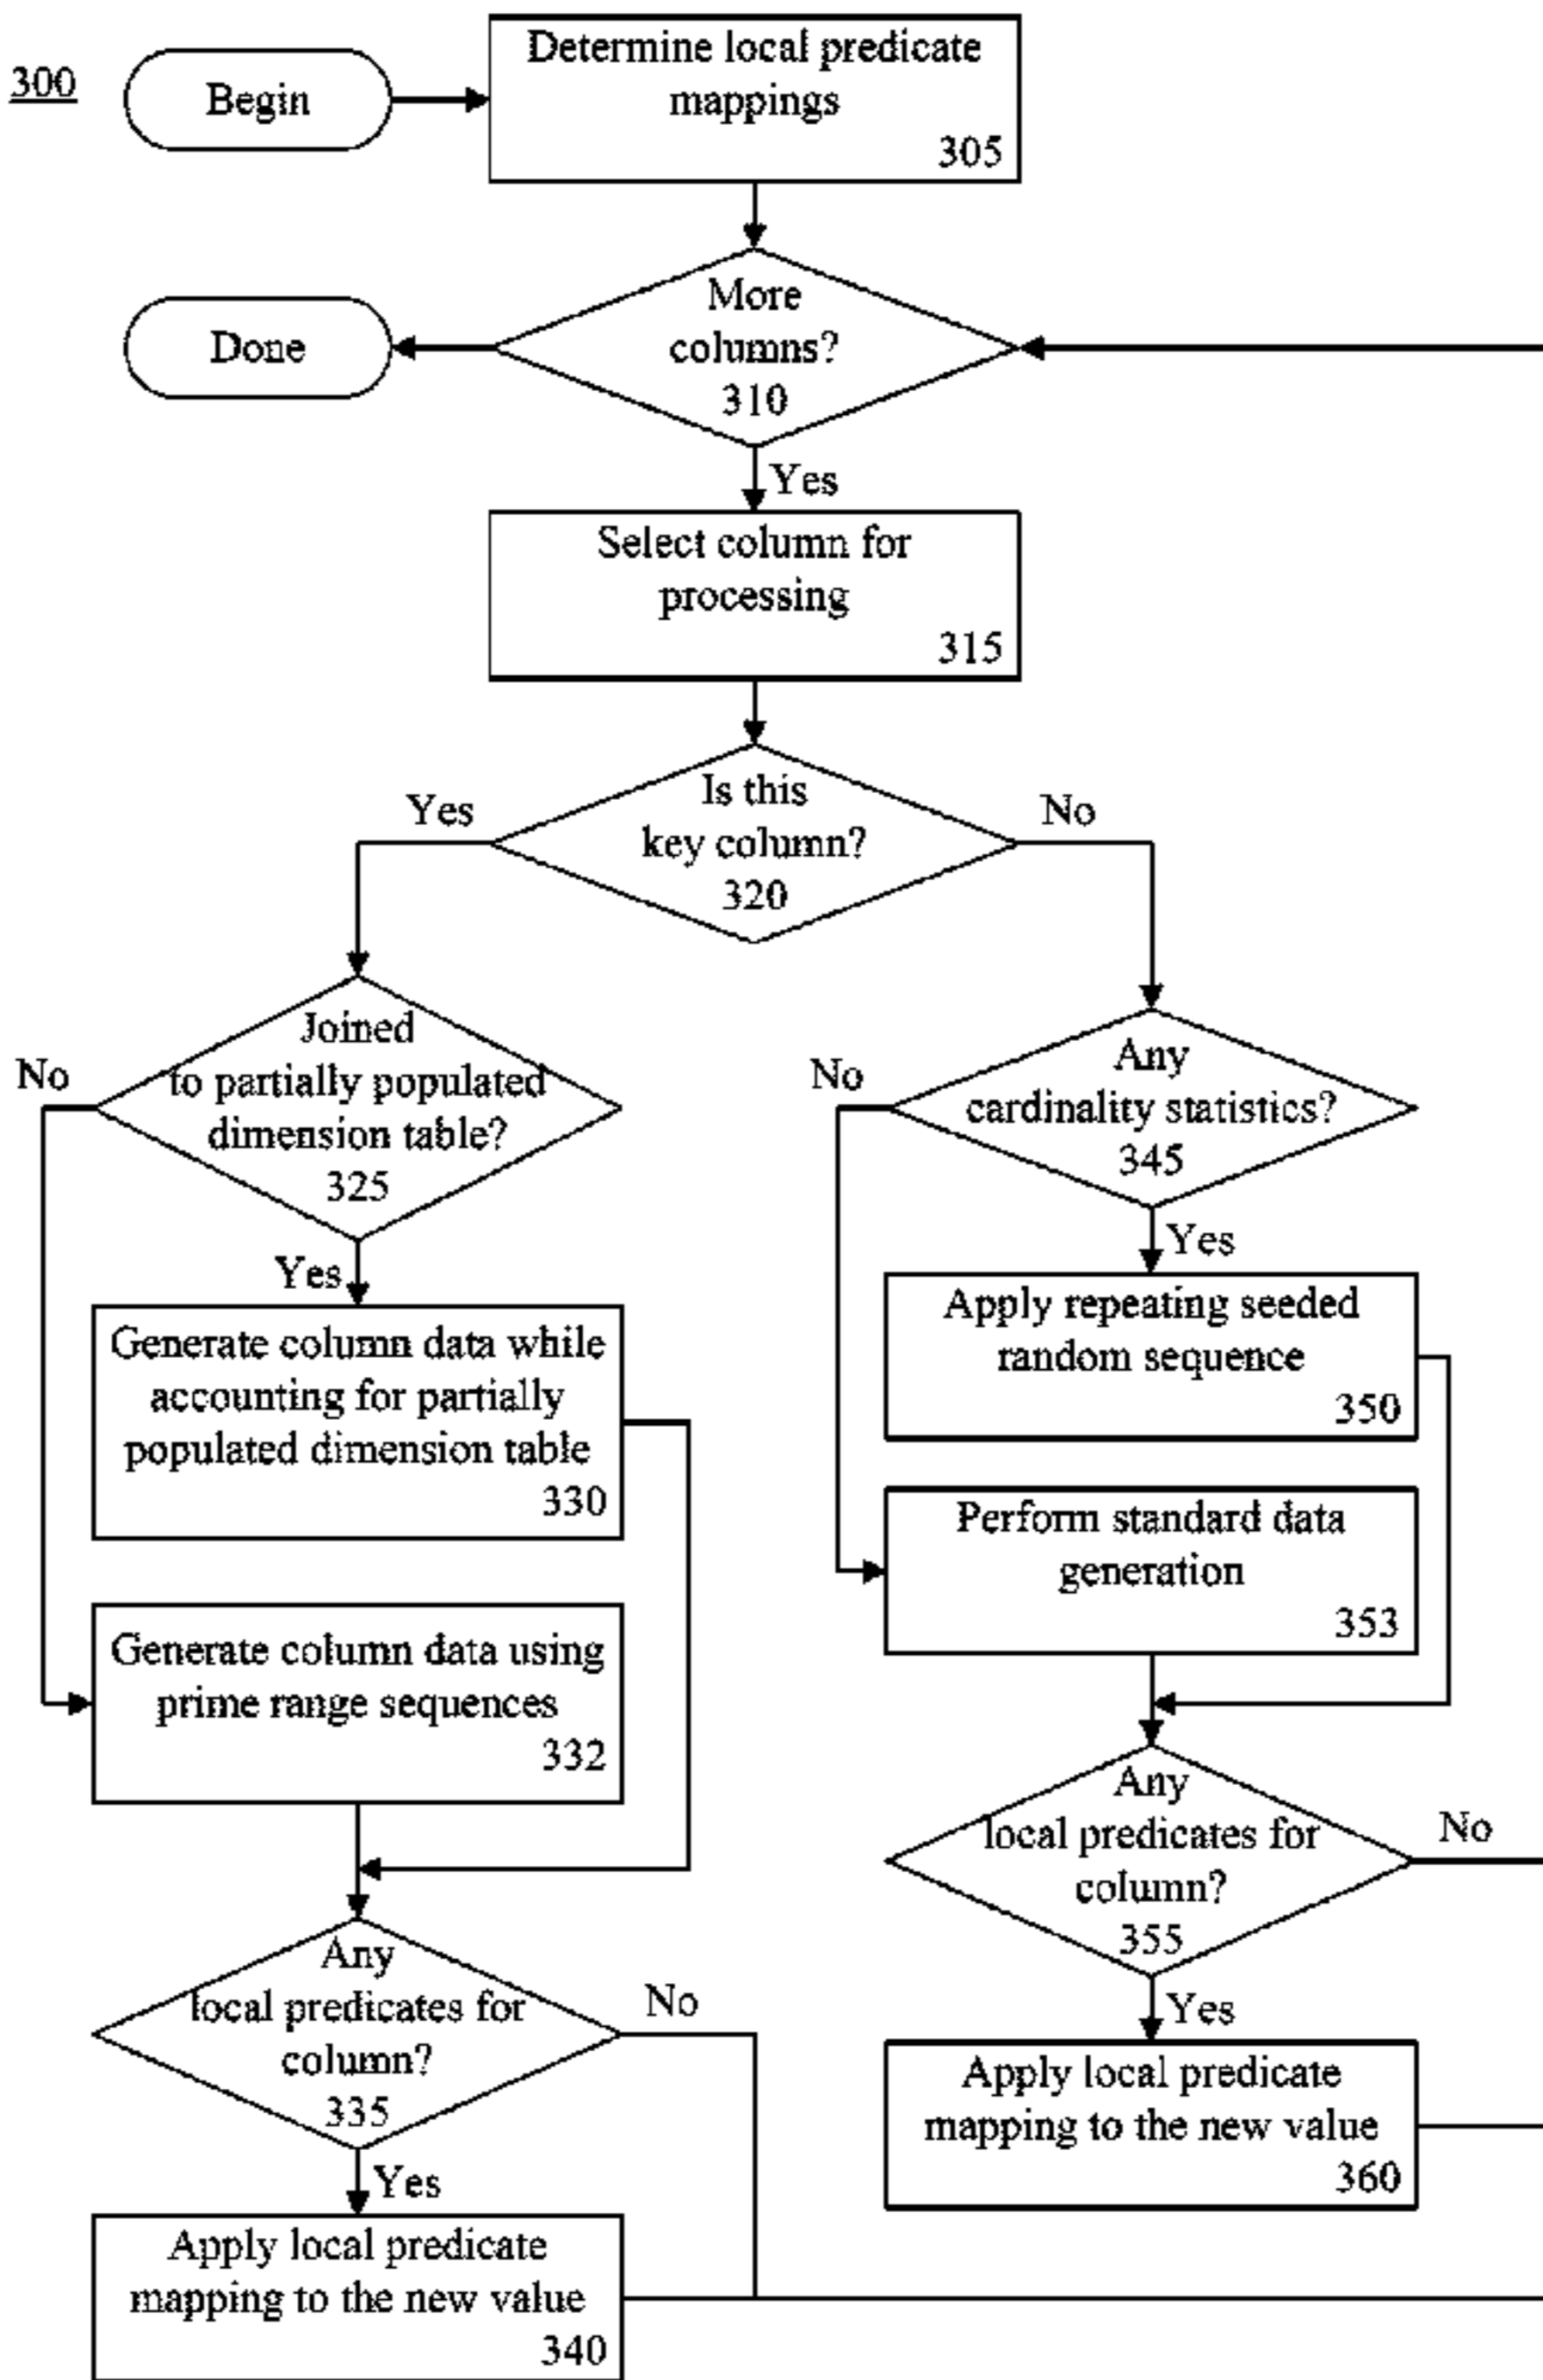 300
Begin
Determine local predicate
mappings
305
Done
More
columns?
310
Yes
Select column for
processing
315
Is this
key column?
320
Yes
No
Joined
to partially populated
dimension table?
325
No
Yes
Generate column data while
accounting for partially
populated dimension table
330
Generate column data using
prime range sequences
332
Any
local predicates for
column?
335
No
Yes
Apply local predicate
mapping to the new value
340
Any
cardinality statistics?
345
No
Yes
Apply repeating seeded
random sequence
350
Perform standard data
generation
353
Any
local predicates for
column?
355
No
Yes
Apply local predicate
mapping to the new value
360